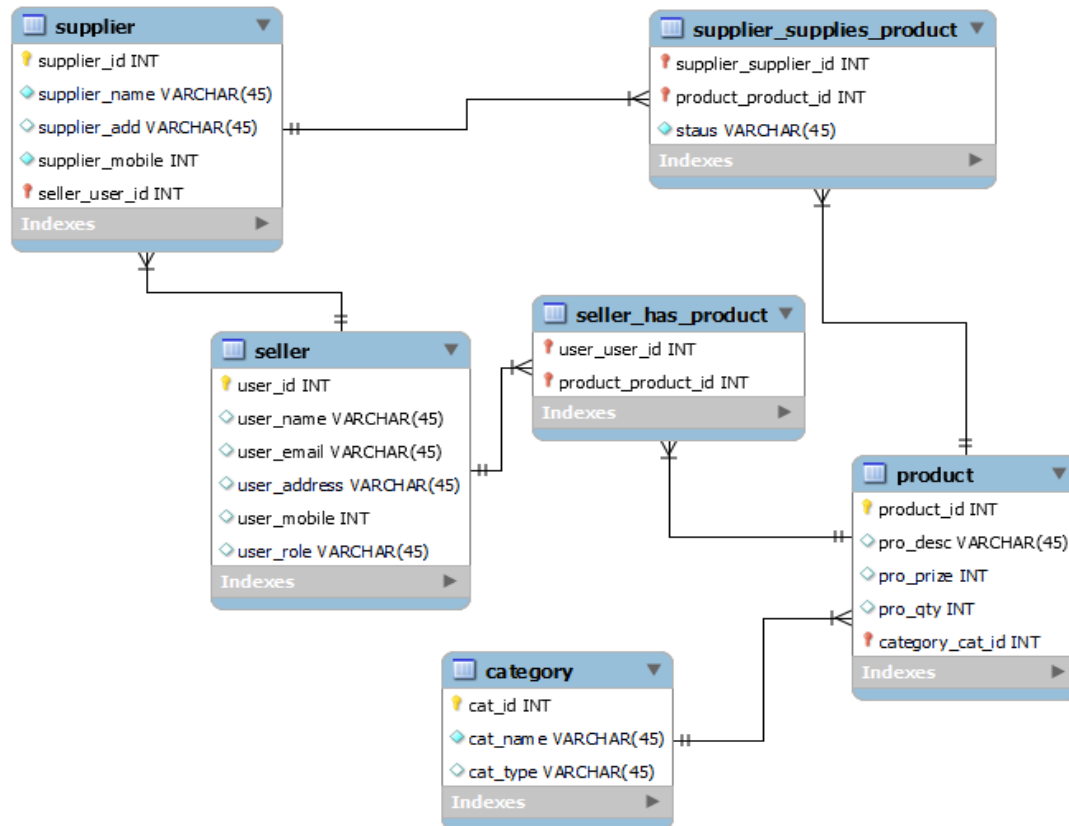 supplier
supplier_id INT
supplier_name VARCHAR(45)
supplier_add VARCHAR(45)
supplier_mobile INT
seller_user_id INT
Indexes
supplier_supplies_product
supplier_supplier_id INT
product_product_id INT
staus VARCHAR(45)
Indexes
seller
user_id INT
user_name VARCHAR(45)
user_email VARCHAR(45)
user_address VARCHAR(45)
user_mobile INT
user_role VARCHAR(45)
Indexes
seller_has_product
user_user_id INT
product_product_id INT
Indexes
product
product_id INT
pro_desc VARCHAR(45)
pro_prize INT
pro_qty INT
category_cat_id INT
Indexes
category
cat_id INT
cat_name VARCHAR(45)
cat_type VARCHAR(45)
Indexes